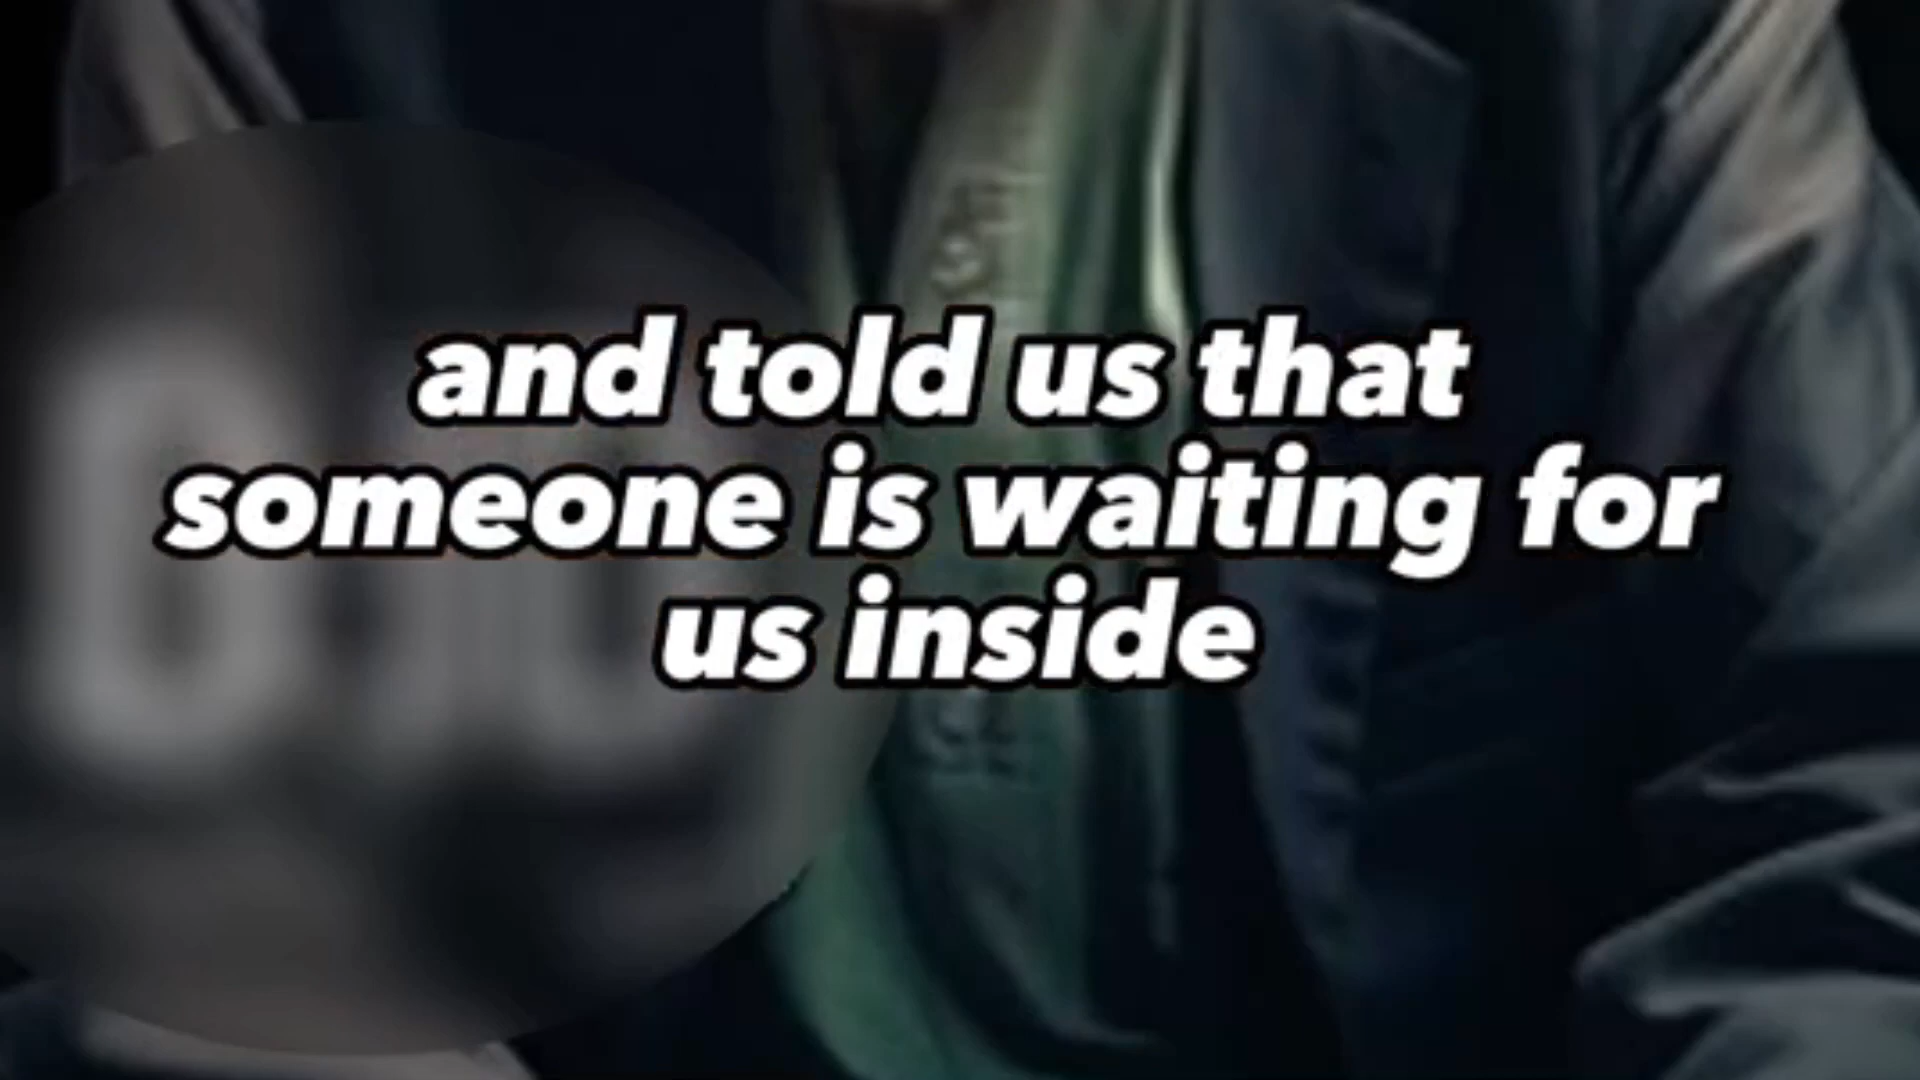 and told us that
someone is waiting for
us inside